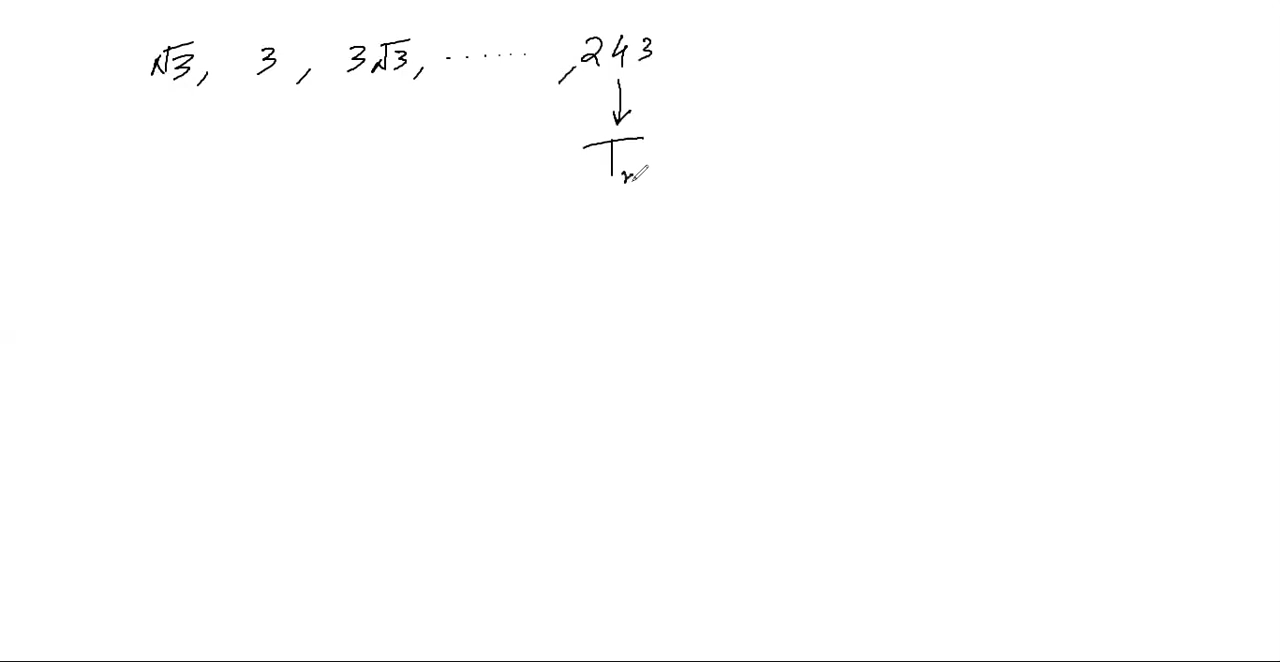 √3, 3, 3√3, ......, 243
↓
T